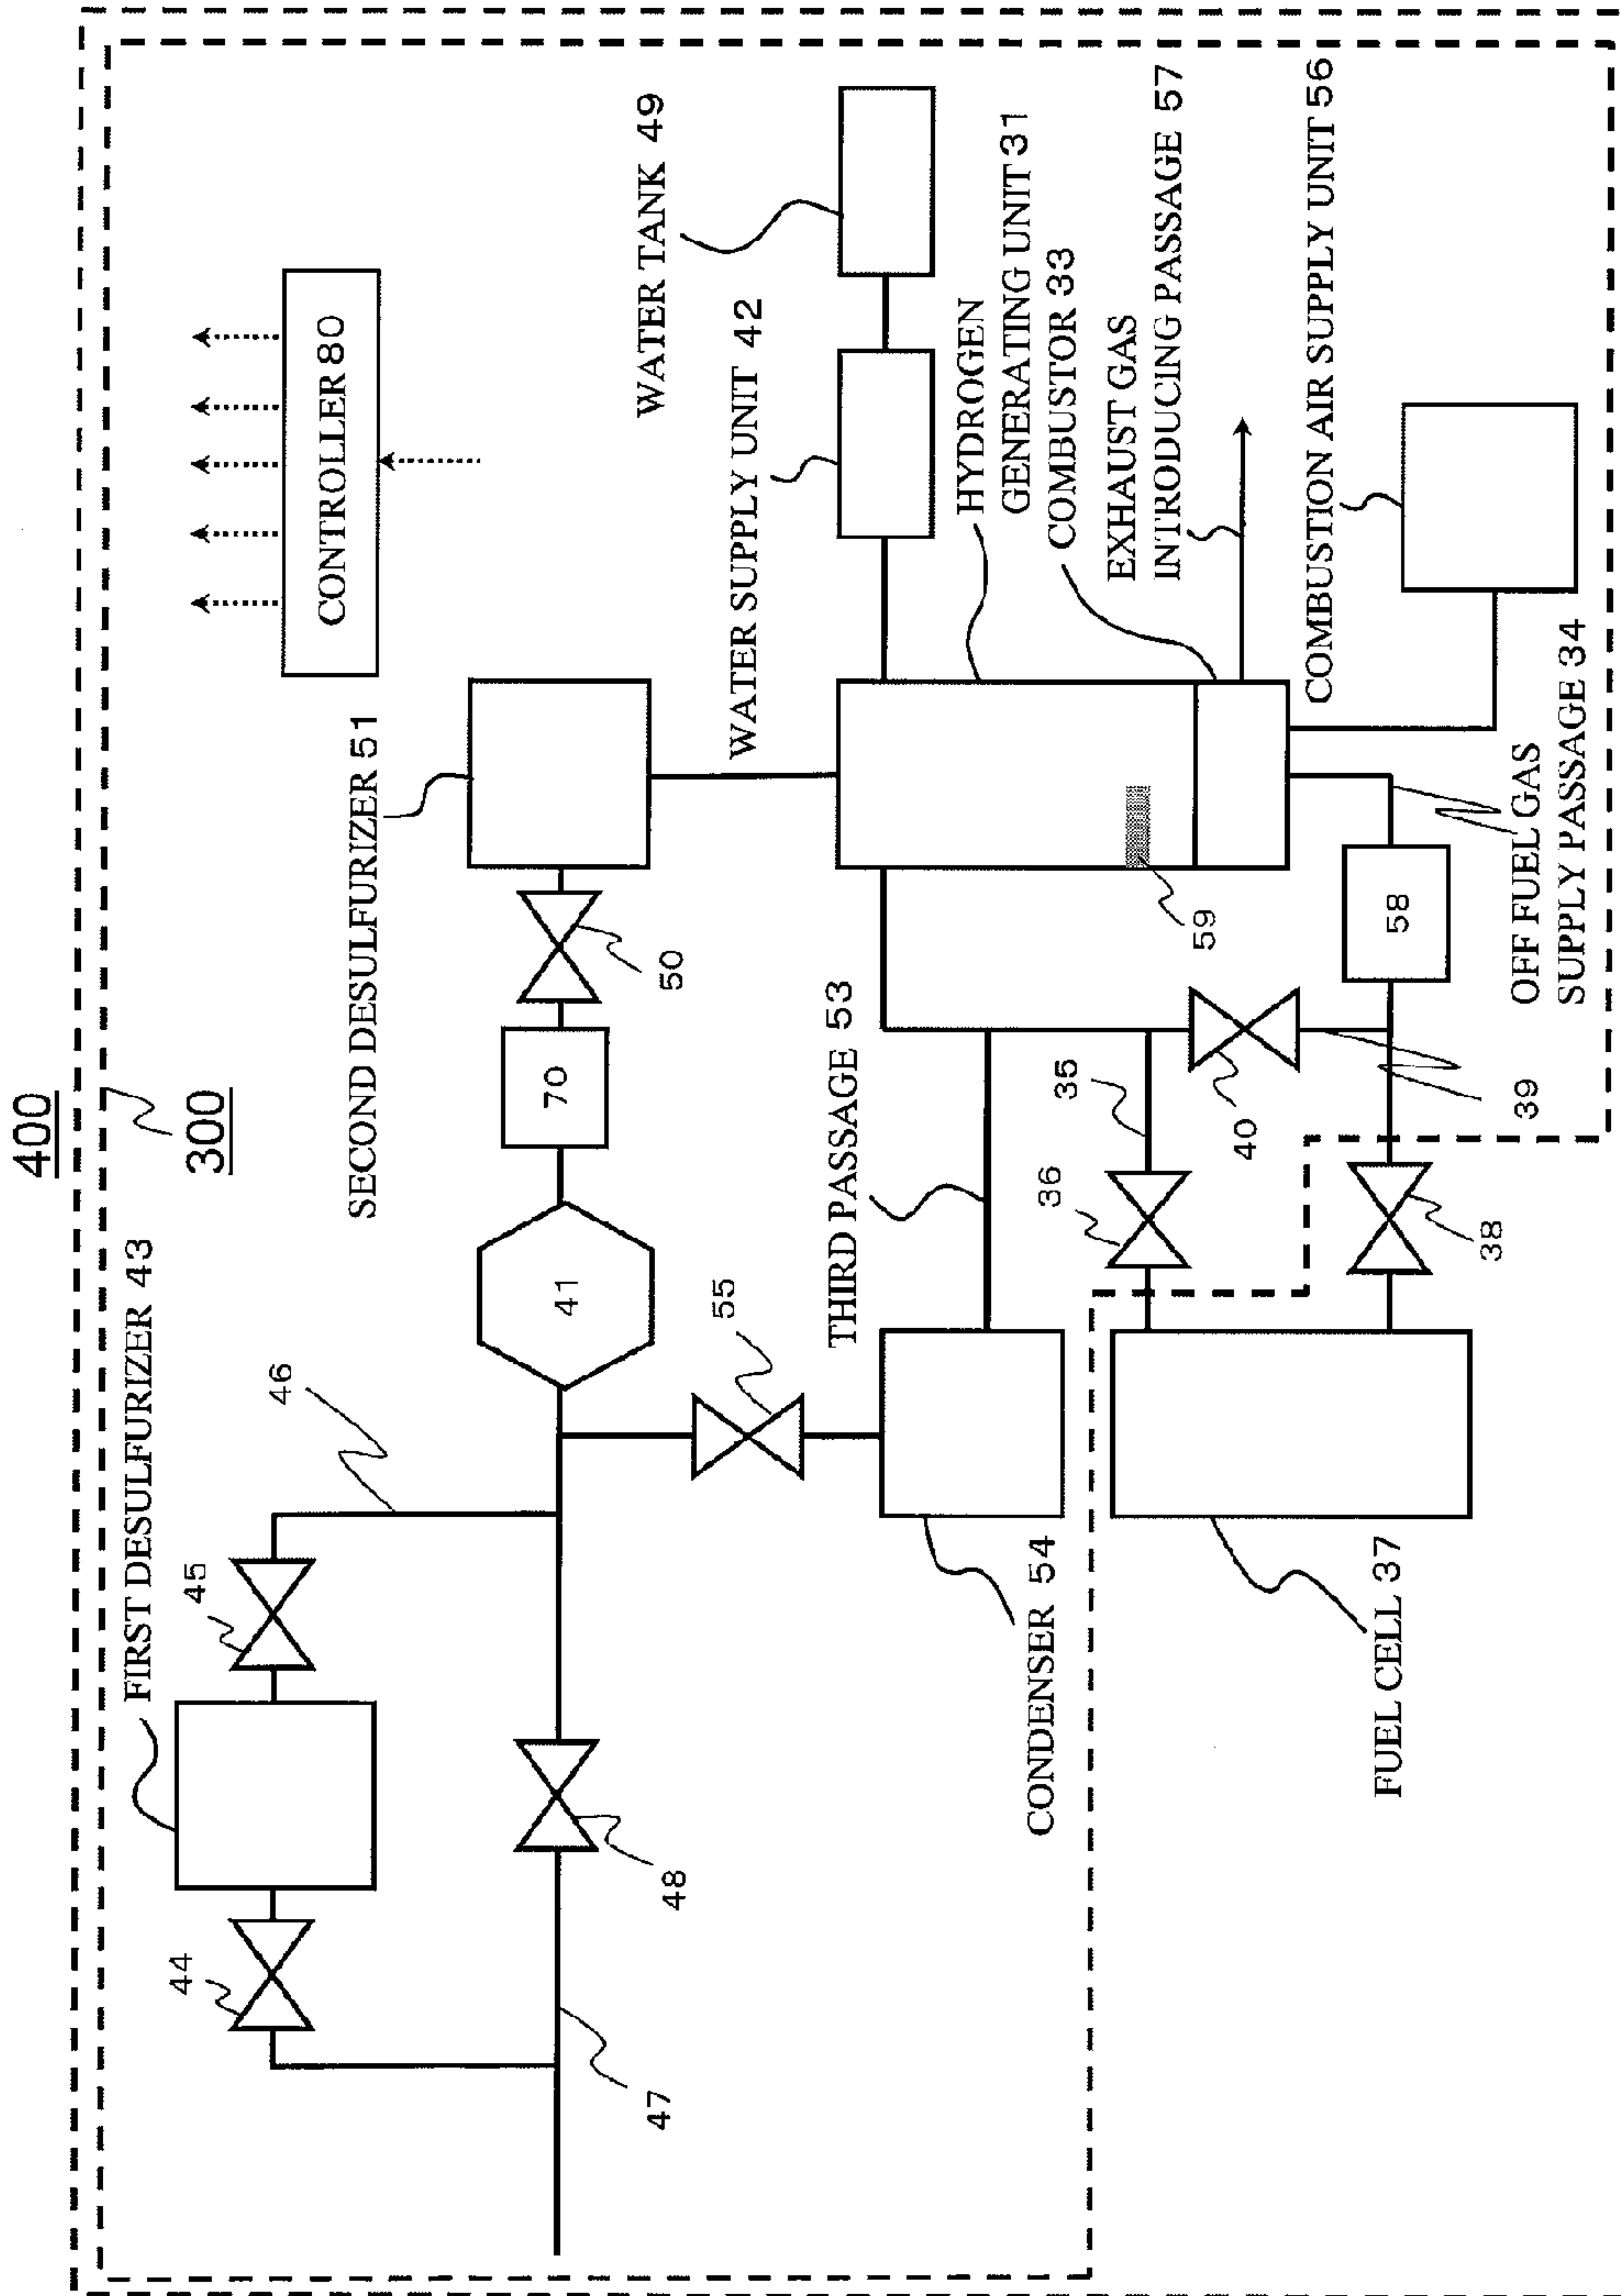 400
300
FIRST DESULFURIZER 43
44
45
46
47
48
SECOND DESULFURIZER 51
41
70
50
55
CONTROLLER 80
WATER SUPPLY UNIT 42
WATER TANK 49
THIRD PASSAGE 53
CONDENSER 54
HYDROGEN
GENERATING UNIT 31
COMBUSTOR 33
EXHAUST GAS
INTRODUCING PASSAGE 57
59
35
36
40
COMBUSTION AIR SUPPLY UNIT 56
FUEL CELL 37
38
39
58
OFF FUEL GAS
SUPPLY PASSAGE 34